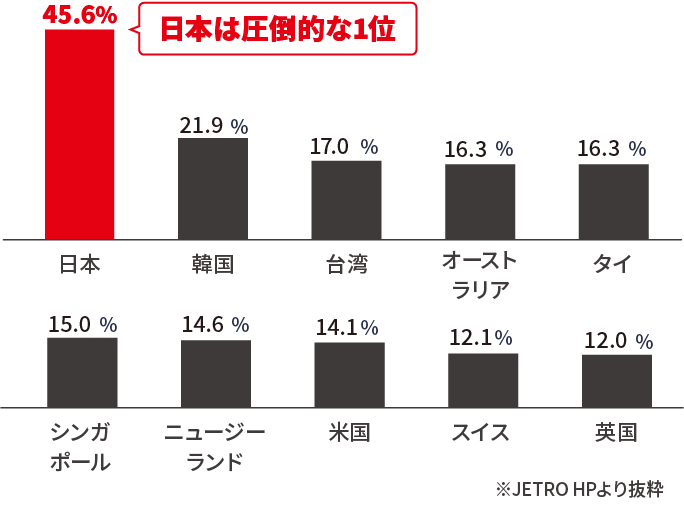 45.6%
日本は圧倒的な1位
21.9 %
17.0 %
16.3 %
16.3 %
日本
韓国
台湾
オースト
ラリア
タイ
15.0 %
14.6 %
14.1 %
12.1 %
12.0 %
シンガ
ポール
ニュージー
ランド
米国
スイス
英国
※JETRO HPより抜粋